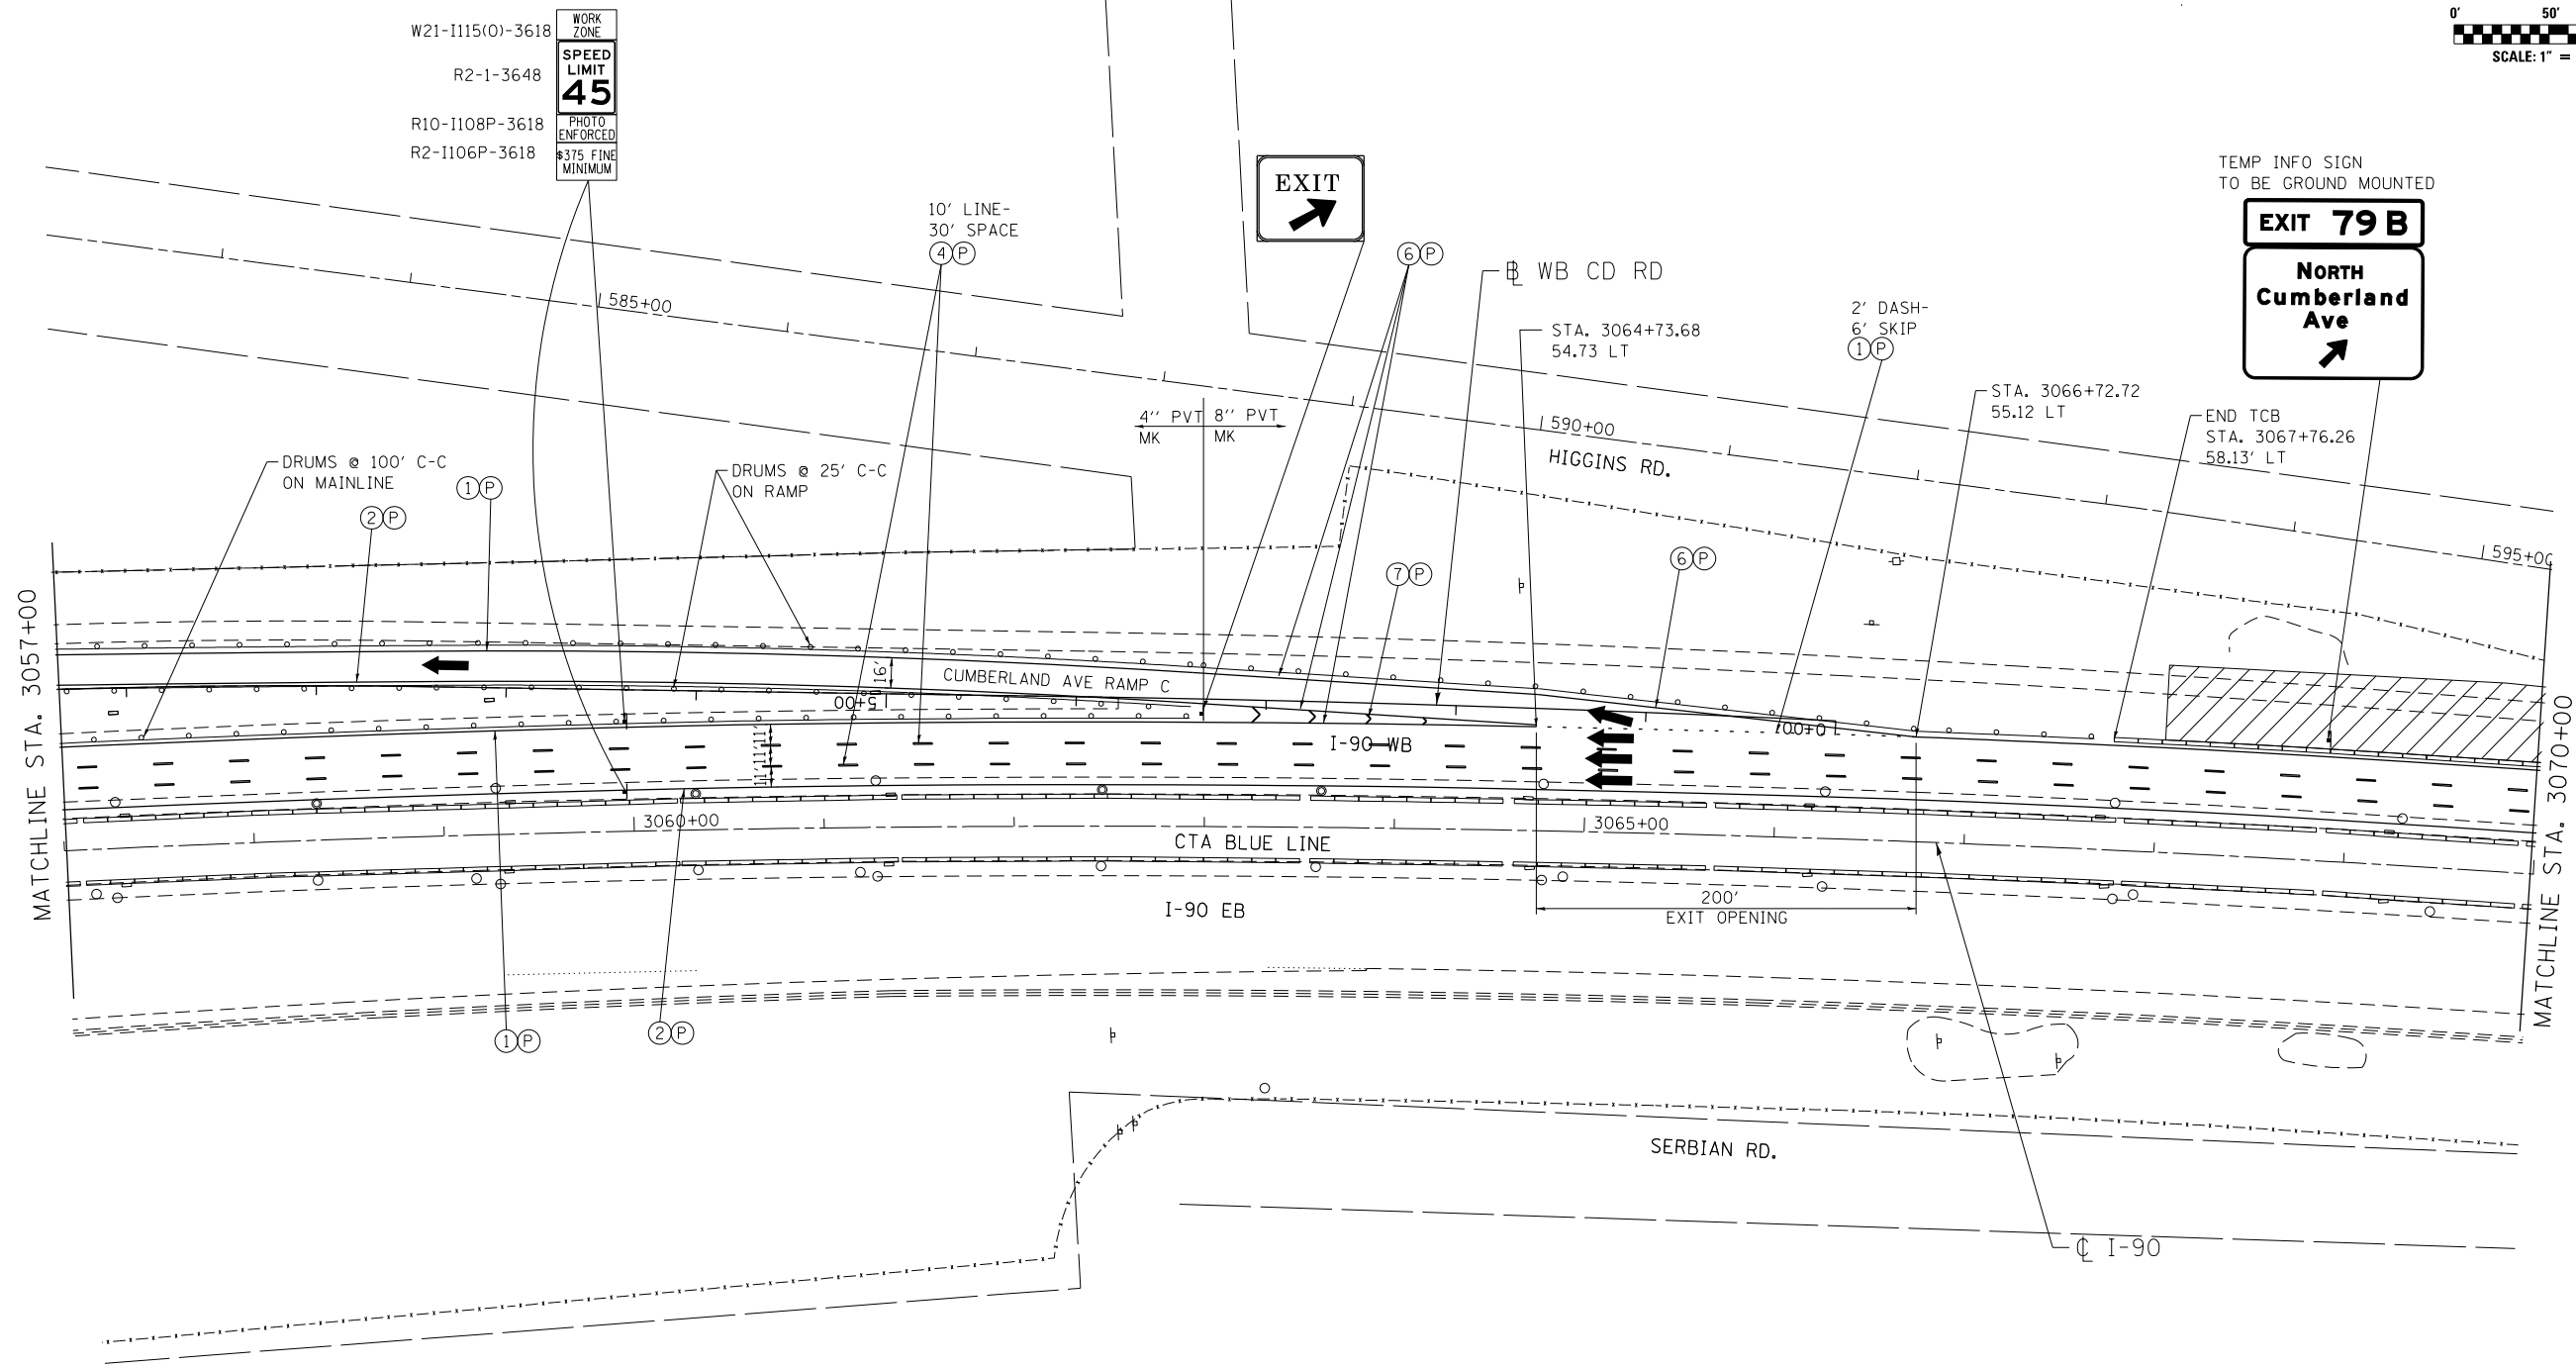 0' 50'
SCALE: 1" =
W21-I115(O)-3618
R2-1-3648
R10-I108P-3618
R2-I106P-3618
WORK
ZONE
SPEED
LIMIT
45
PHOTO
ENFORCED
$375 FINE
MINIMUM
10' LINE-
30' SPACE
4 P
EXIT
6 P
B WB CD RD
STA. 3064+73.68
54.73 LT
2' DASH-
6' SKIP
1 P
TEMP INFO SIGN
TO BE GROUND MOUNTED
EXIT 79 B
NORTH
Cumberland
Ave
STA. 3066+72.72
55.12 LT
END TCB
STA. 3067+76.26
58.13' LT
585+00
590+00
595+00
HIGGINS RD.
4'' PVT
MK
8'' PVT
MK
DRUMS @ 100' C-C
ON MAINLINE
1 P
2 P
DRUMS @ 25' C-C
ON RAMP
7 P
6 P
MATCHLINE STA. 3057+00
16'
CUMBERLAND AVE RAMP C
5+00
10+00
11' 11' 11'
I-90 WB
3060+00
3065+00
CTA BLUE LINE
I-90 EB
200'
EXIT OPENING
MATCHLINE STA. 3070+00
1 P
2 P
SERBIAN RD.
℄ I-90